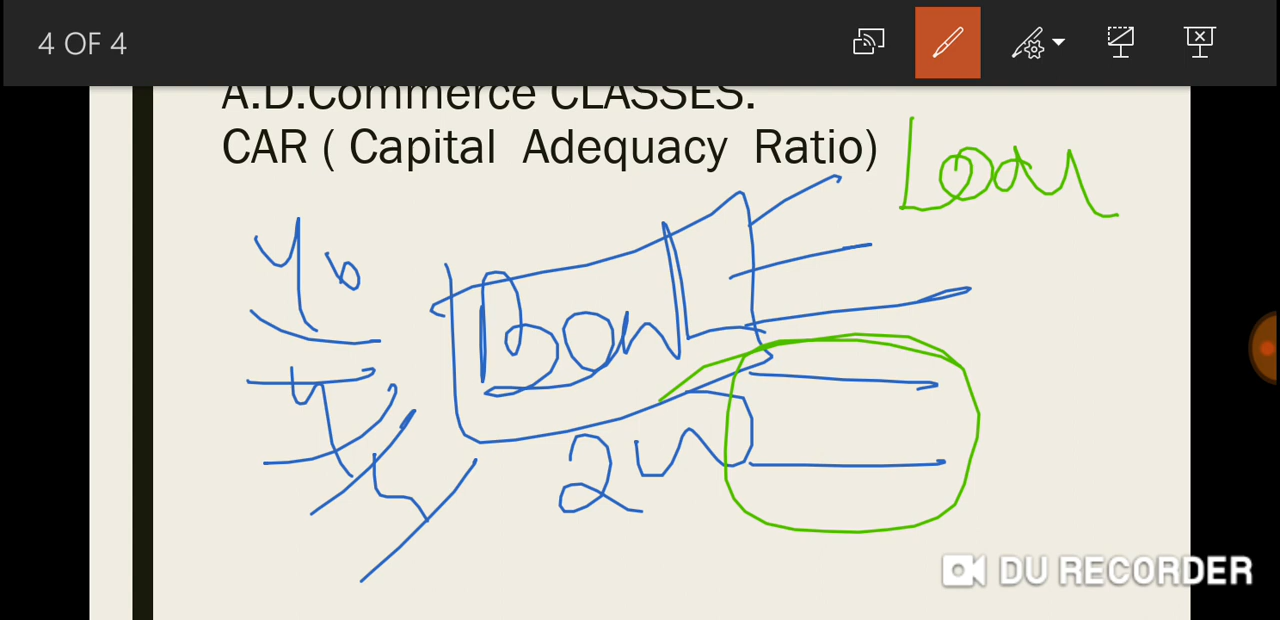 4 OF 4
A.D.Commerce CLASSES.
CAR ( Capital Adequacy Ratio)
Loan
Bank
DU RECORDER